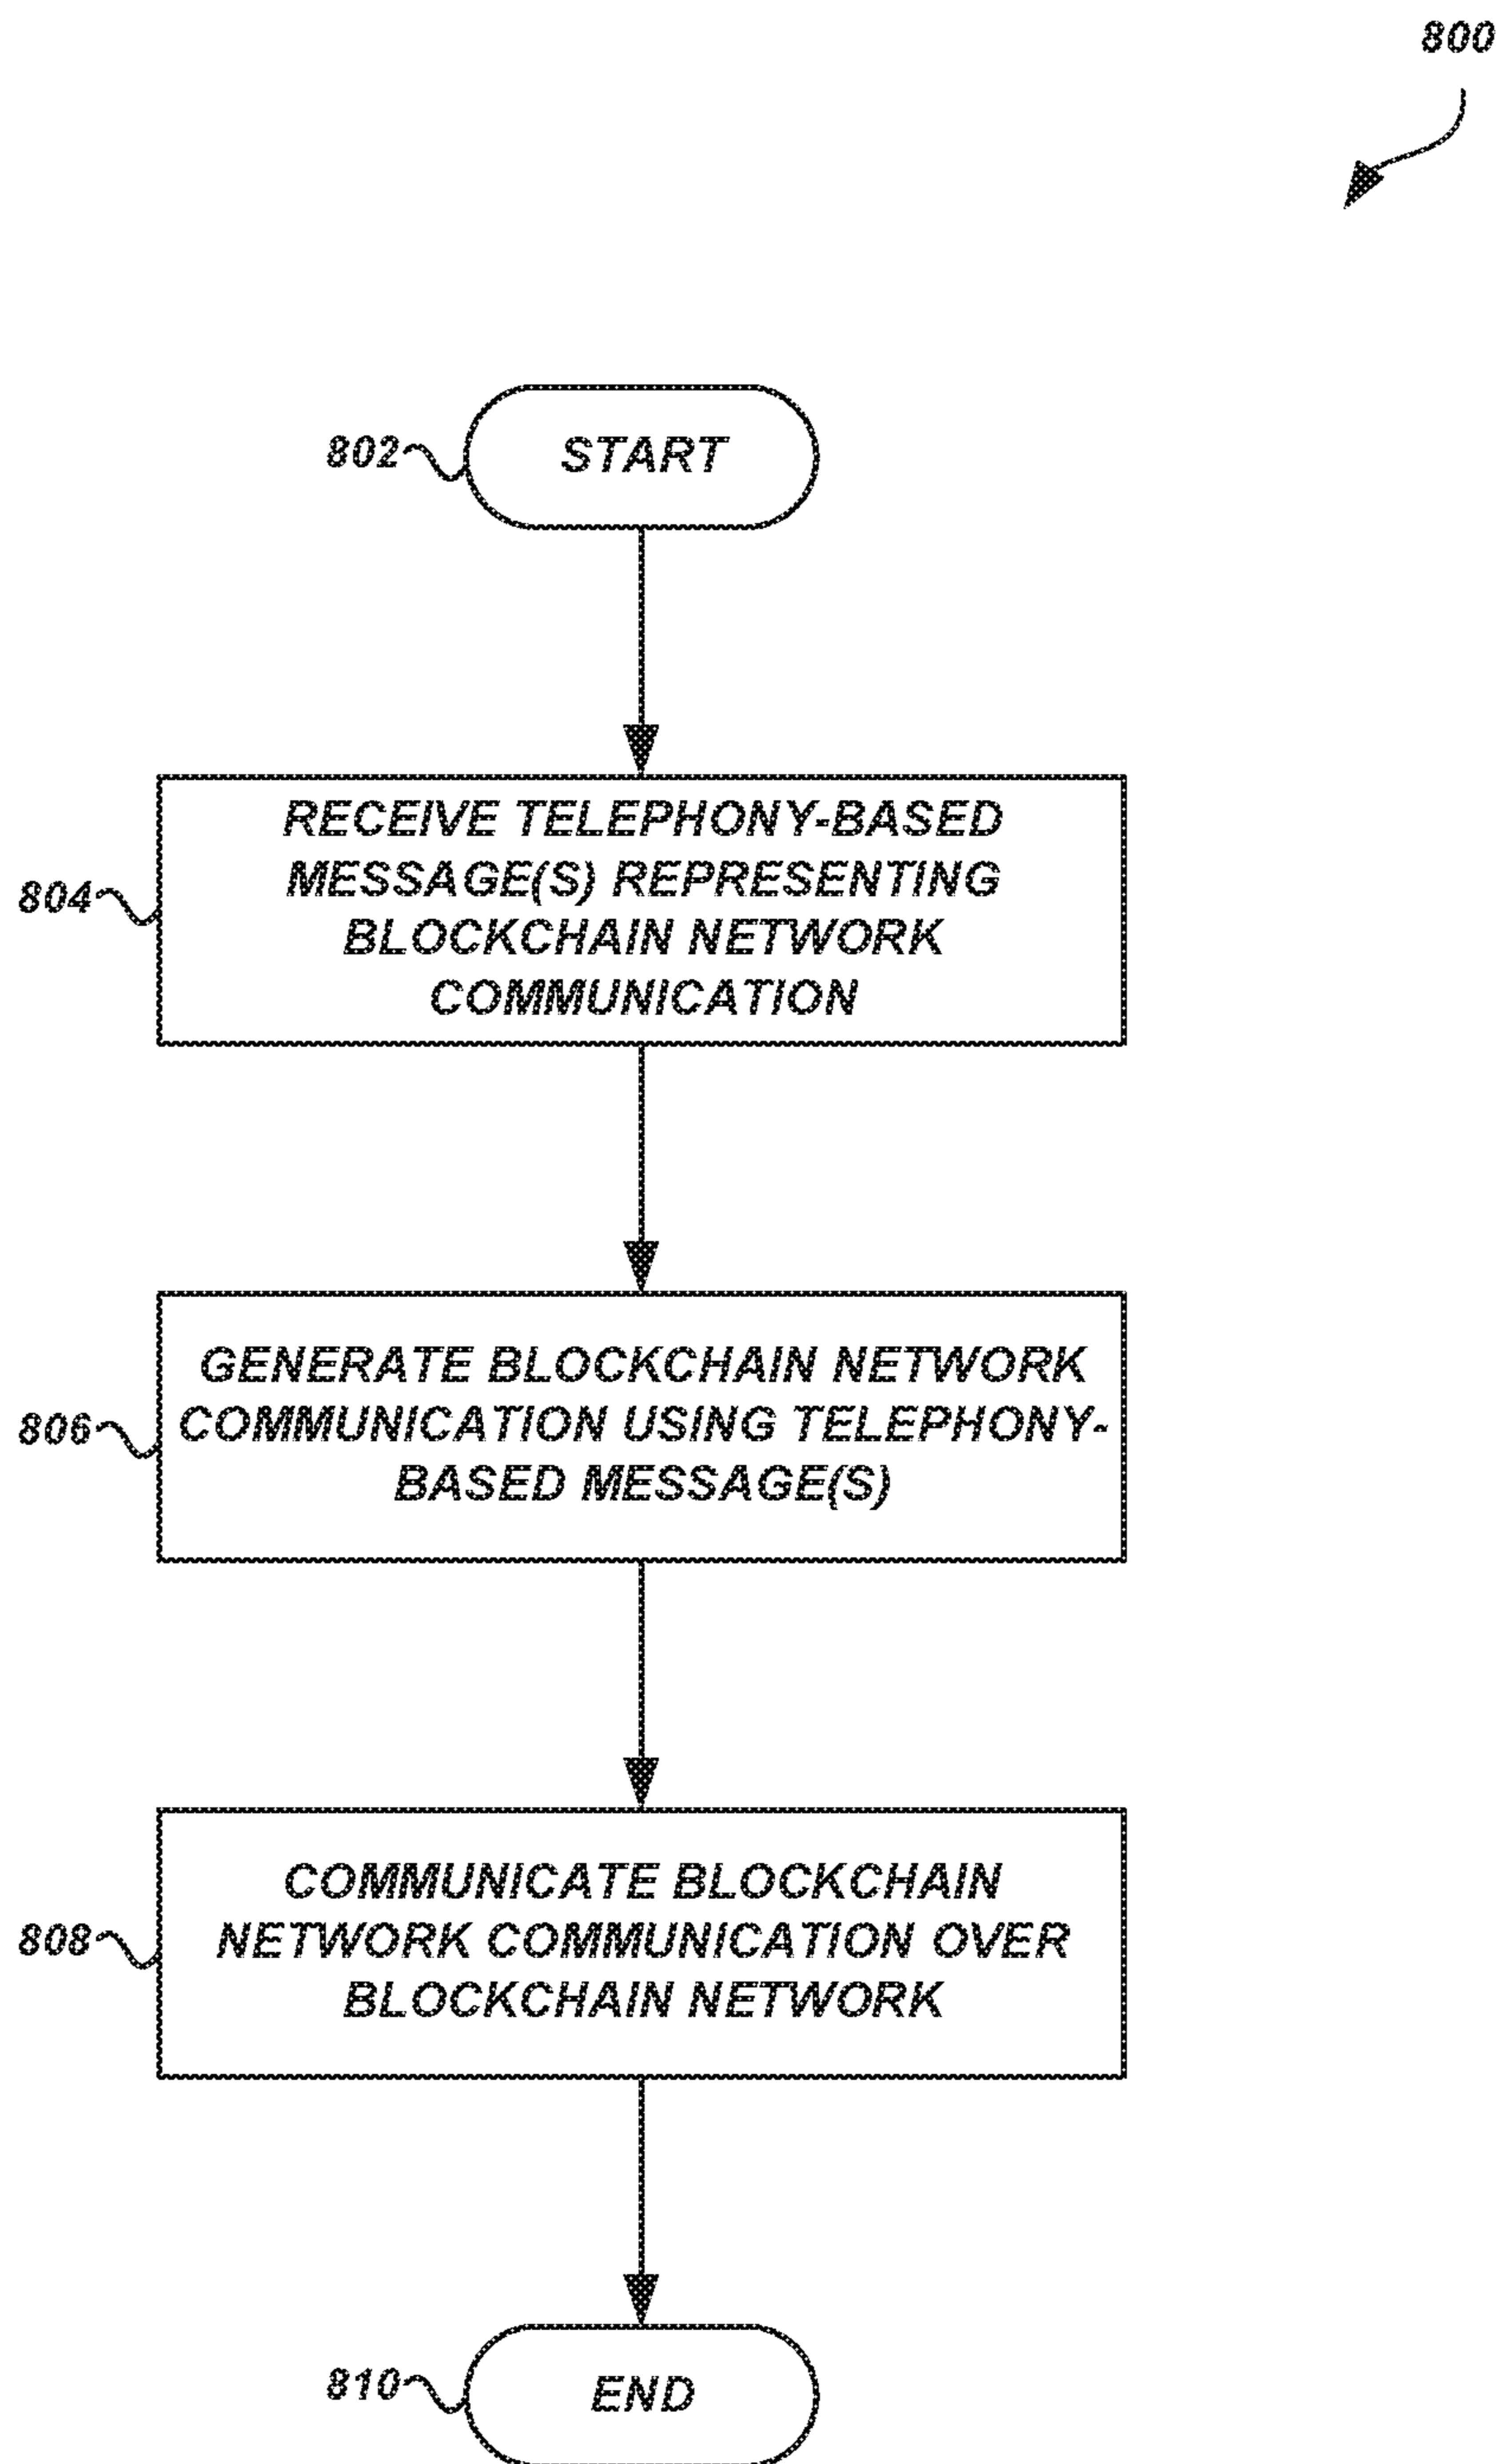 800
802
START
804
RECEIVE TELEPHONY-BASED
MESSAGE(S) REPRESENTING
BLOCKCHAIN NETWORK
COMMUNICATION
806
GENERATE BLOCKCHAIN NETWORK
COMMUNICATION USING TELEPHONY-
BASED MESSAGE(S)
808
COMMUNICATE BLOCKCHAIN
NETWORK COMMUNICATION OVER
BLOCKCHAIN NETWORK
810
END